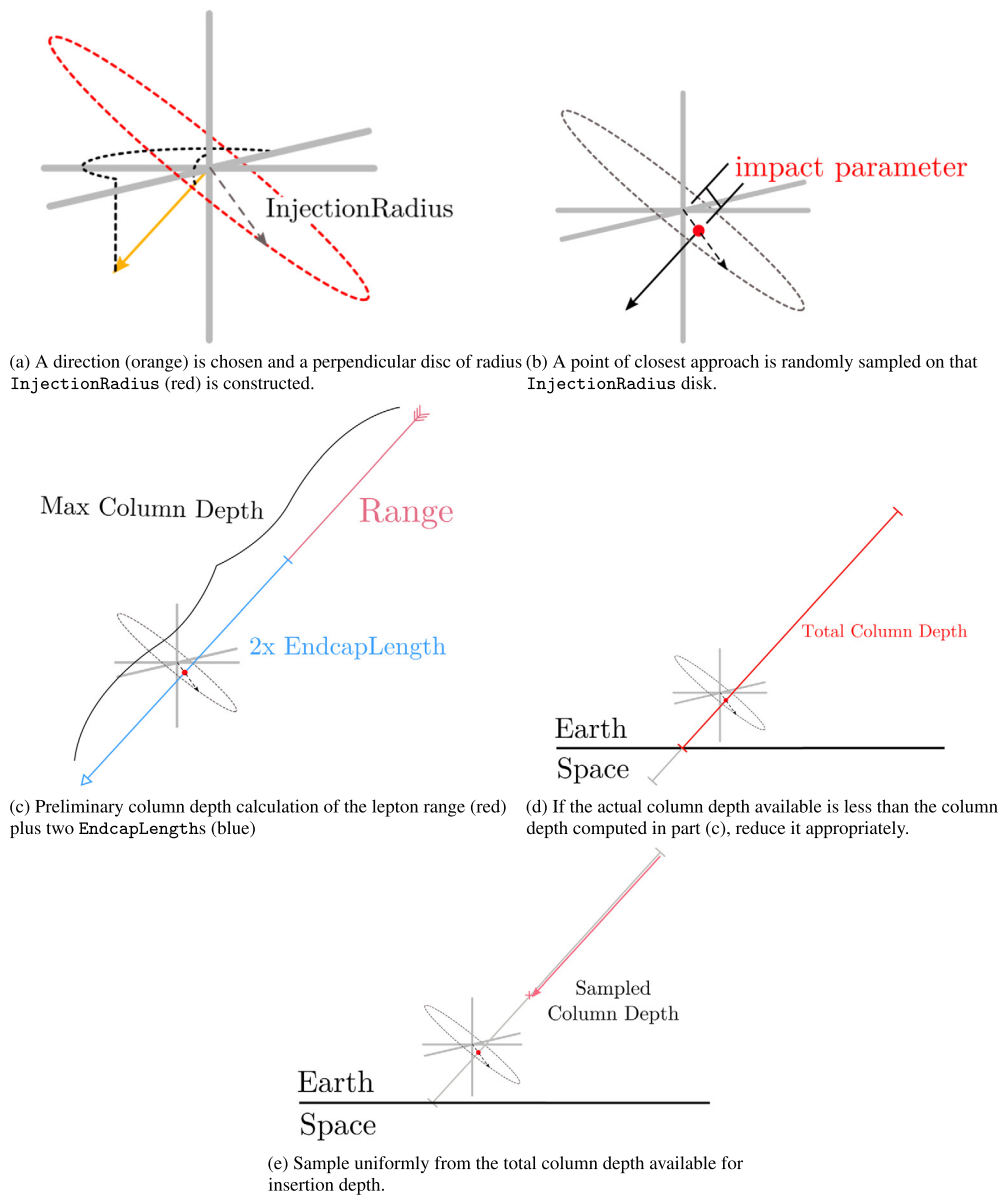 InjectionRadius
impact parameter
(a) A direction (orange) is chosen and a perpendicular disc of radius
InjectionRadius (red) is constructed.
(b) A point of closest approach is randomly sampled on that
InjectionRadius disk.
Max Column Depth
Range
2x EndcapLength
Total Column Depth
Earth
Space
(c) Preliminary column depth calculation of the lepton range (red)
plus two EndcapLengths (blue)
(d) If the actual column depth available is less than the column
depth computed in part (c), reduce it appropriately.
Sampled
Column Depth
Earth
Space
(e) Sample uniformly from the total column depth available for
insertion depth.